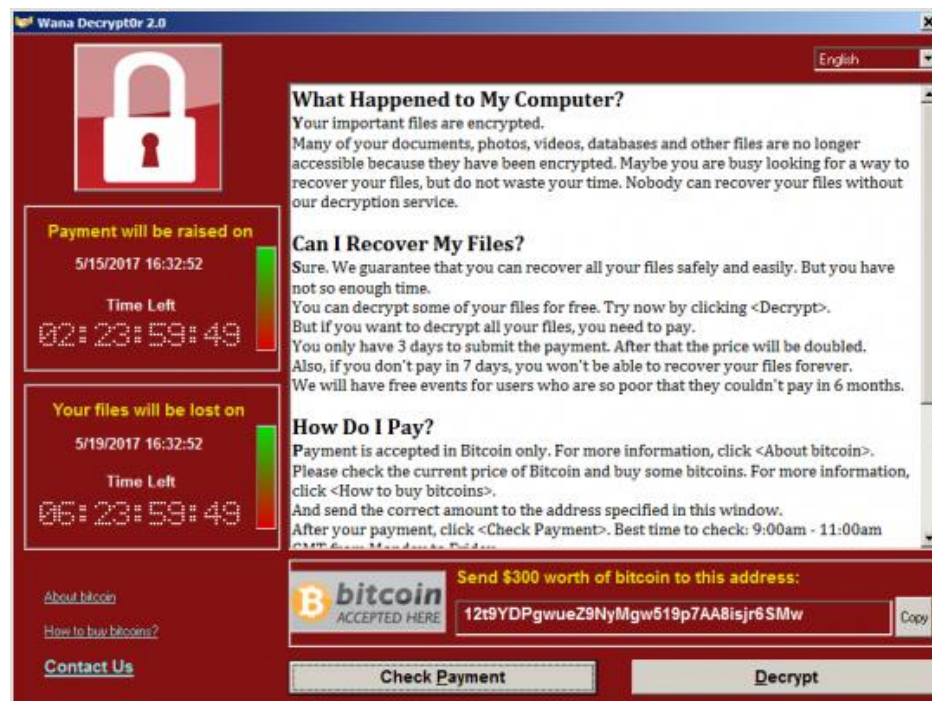 Wana Decrypt0r 2.0
English
What Happened to My Computer?
Your important files are encrypted.
Many of your documents, photos, videos, databases and other files are no longer
accessible because they have been encrypted. Maybe you are busy looking for a way to
recover your files, but do not waste your time. Nobody can recover your files without
our decryption service.
Can I Recover My Files?
Sure. We guarantee that you can recover all your files safely and easily. But you have
not so enough time.
You can decrypt some of your files for free. Try now by clicking <Decrypt>.
But if you want to decrypt all your files, you need to pay.
You only have 3 days to submit the payment. After that the price will be doubled.
Also, if you don't pay in 7 days, you won't be able to recover your files forever.
We will have free events for users who are so poor that they couldn't pay in 6 months.
How Do I Pay?
Payment is accepted in Bitcoin only. For more information, click <About bitcoin>.
Please check the current price of Bitcoin and buy some bitcoins. For more information,
click <How to buy bitcoins>.
And send the correct amount to the address specified in this window.
After your payment, click <Check Payment>. Best time to check: 9:00am - 11:00am
GMT from Monday to Friday.
Payment will be raised on
5/15/2017 16:32:52
Time Left
02:23:59:49
Your files will be lost on
5/19/2017 16:32:52
Time Left
06:23:59:49
About bitcoin
How to buy bitcoins?
Contact Us
bitcoin
ACCEPTED HERE
Send $300 worth of bitcoin to this address:
12t9YDPgwueZ9NyMgw519p7AA8isjr6SMw
Copy
Check Payment
Decrypt